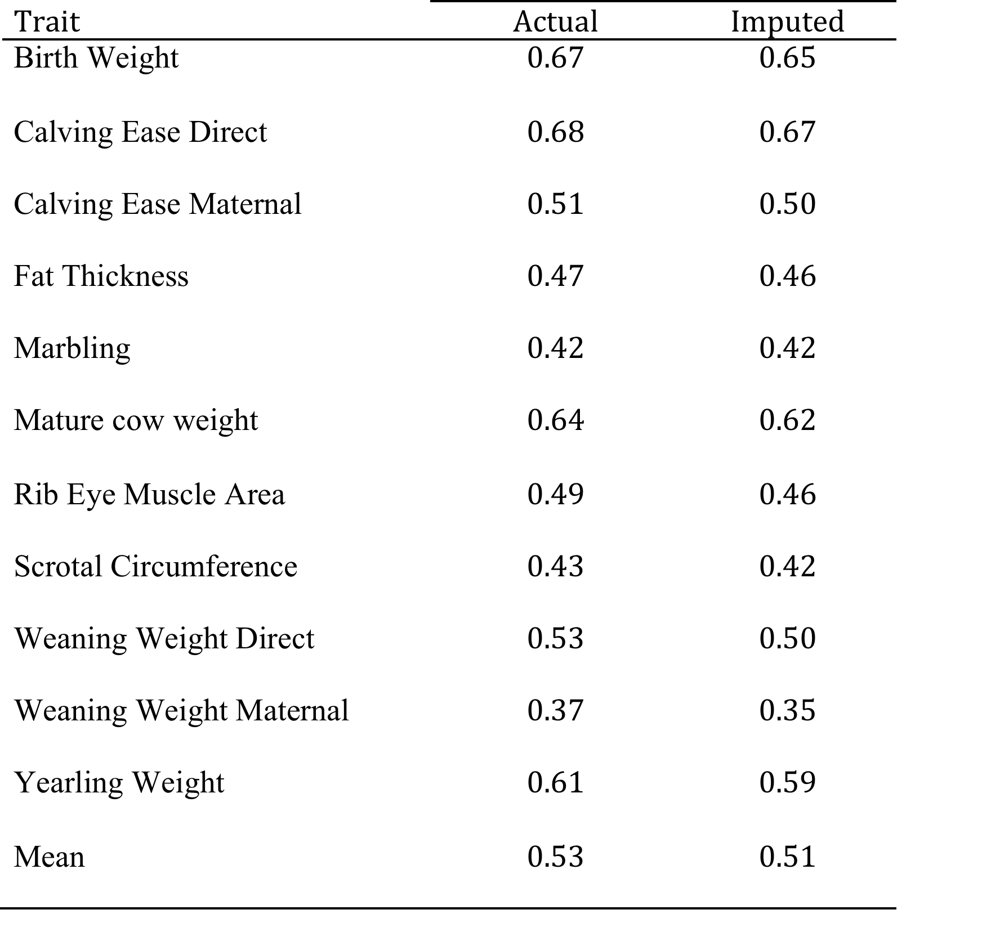 Trait Actual Imputed
Birth Weight 0.67 0.65
Calving Ease Direct 0.68 0.67
Calving Ease Maternal 0.51 0.50
Fat Thickness 0.47 0.46
Marbling 0.42 0.42
Mature cow weight 0.64 0.62
Rib Eye Muscle Area 0.49 0.46
Scrotal Circumference 0.43 0.42
Weaning Weight Direct 0.53 0.50
Weaning Weight Maternal 0.37 0.35
Yearling Weight 0.61 0.59
Mean 0.53 0.51